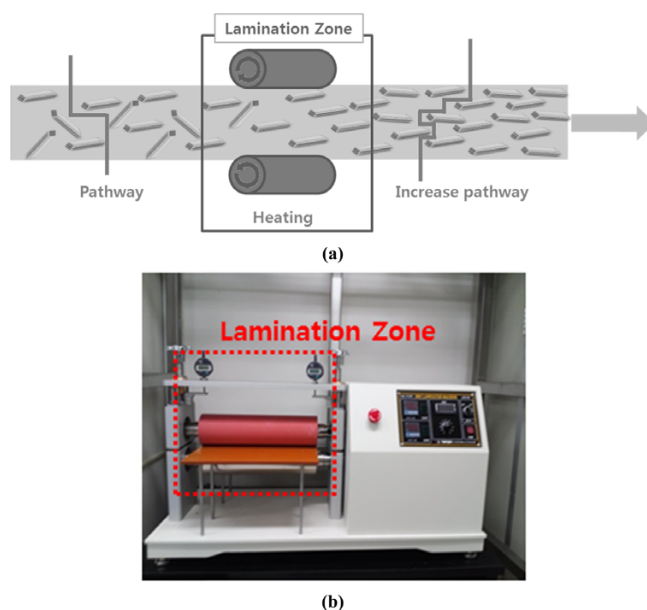 Lamination Zone
Pathway
Heating
Increase pathway
(a)
Lamination Zone
(b)